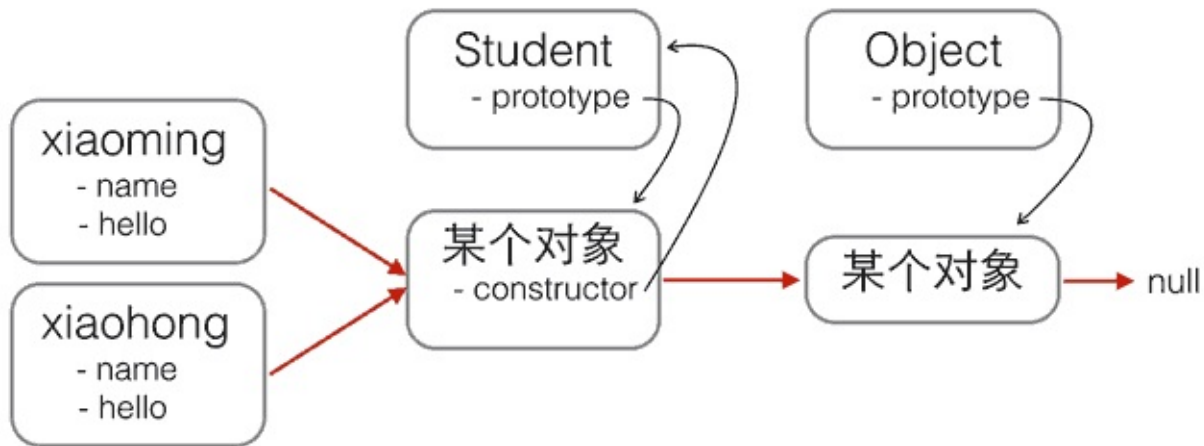 xiaoming
- name
- hello
xiaohong
- name
- hello
Student
- prototype
某个对象
- constructor
Object
- prototype
某个对象
null